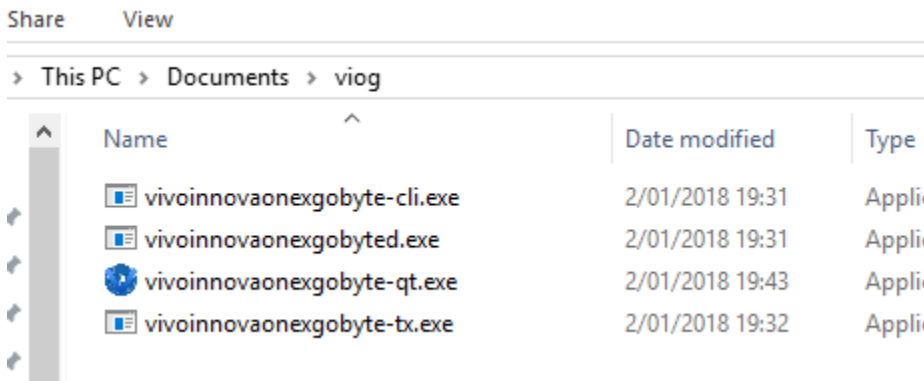 Share View
> This PC > Documents > viog
Name Date modified Type
vivoinnovaonexgobyte-cli.exe 2/01/2018 19:31
vivoinnovaonexgobyted.exe 2/01/2018 19:31
vivoinnovaonexgobyte-qt.exe 2/01/2018 19:43
vivoinnovaonexgobyte-tx.exe 2/01/2018 19:32